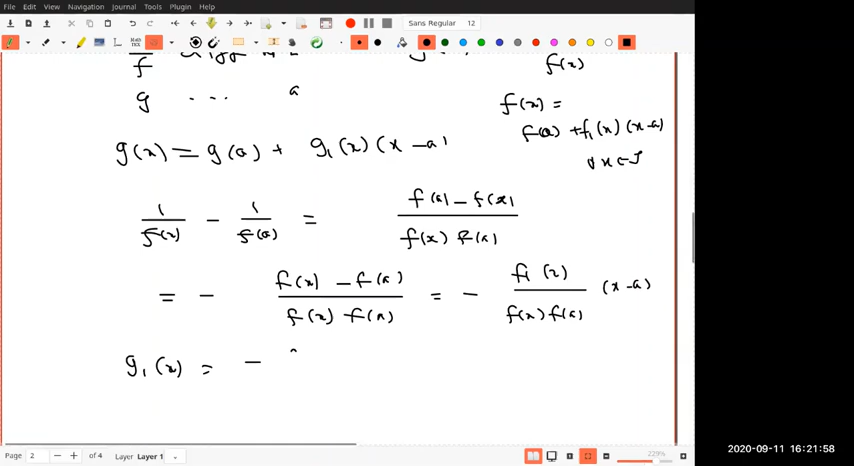 Journal Edit View Navigation Tools Plugin Help
Sans Regular 12
f
f(x)
g ... a
f(x) =
f(a) + f₁(x) (x-a)
∀ x ∈ J
g(x) = g(a) + g₁(x) (x-a)
1/f(x) - 1/f(a) = f(a) - f(x) / f(x) f(a)
= - f(x) - f(a) / f(x) f(a) = - f₁(x) / f(x) f(a) (x-a)
g₁(x) = -
Page 2 of 4 Layer Layer 1 229%
2020-09-11 16:21:58